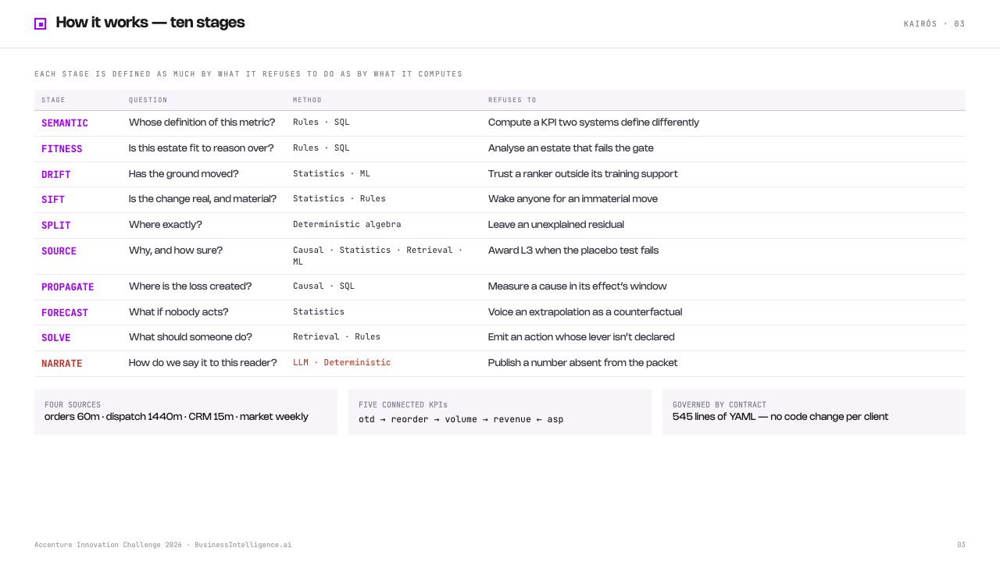 How it works — ten stages
KAIRÓS · 03
EACH STAGE IS DEFINED AS MUCH BY WHAT IT REFUSES TO DO AS BY WHAT IT COMPUTES
STAGE QUESTION METHOD REFUSES TO
SEMANTIC Whose definition of this metric? Rules · SQL Compute a KPI two systems define differently
FITNESS Is this estate fit to reason over? Rules · SQL Analyse an estate that fails the gate
DRIFT Has the ground moved? Statistics · ML Trust a ranker outside its training support
SIFT Is the change real, and material? Statistics · Rules Wake anyone for an immaterial move
SPLIT Where exactly? Deterministic algebra Leave an unexplained residual
SOURCE Why, and how sure? Causal · Statistics · Retrieval · Award L3 when the placebo test fails
ML
PROPAGATE Where is the loss created? Causal · SQL Measure a cause in its effect's window
FORECAST What if nobody acts? Statistics Voice an extrapolation as a counterfactual
SOLVE What should someone do? Retrieval · Rules Emit an action whose lever isn't declared
NARRATE How do we say it to this reader? LLM · Deterministic Publish a number absent from the packet
FOUR SOURCES
orders 60m · dispatch 1440m · CRM 15m · market weekly
FIVE CONNECTED KPIs
otd → reorder → volume → revenue ← asp
GOVERNED BY CONTRACT
545 lines of YAML — no code change per client
Accenture Innovation Challenge 2026 · BusinessIntelligence.ai
03